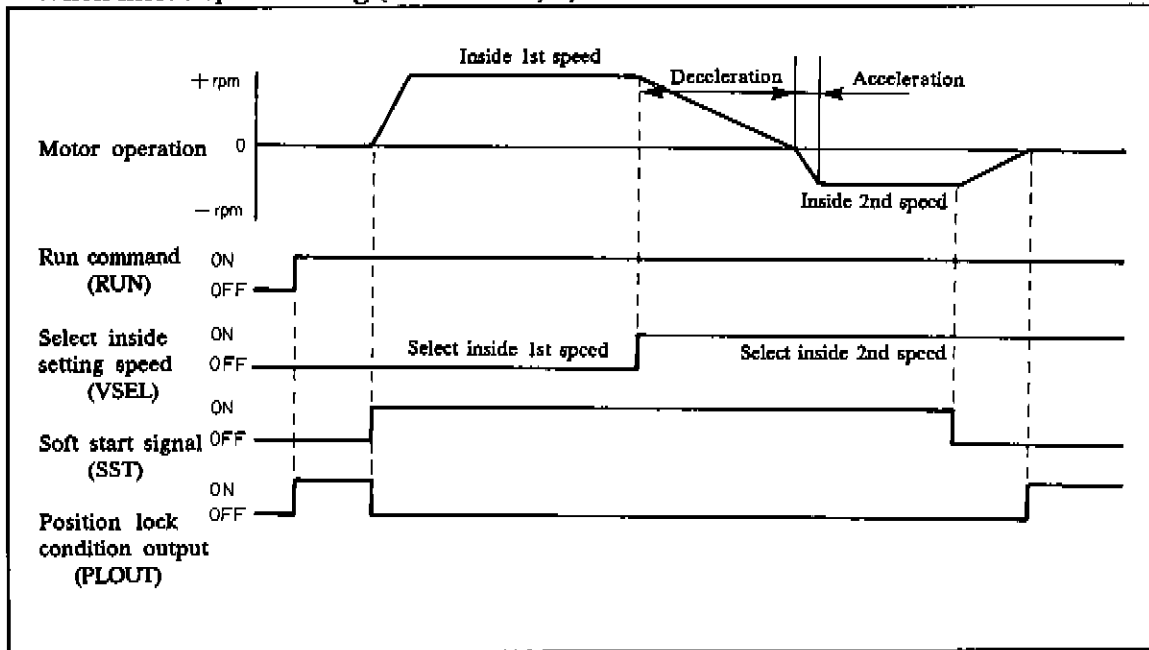 Inside 1st speed
+rpm
Deceleration
Acceleration
Motor operation 0
Inside 2nd speed
−rpm
Run command
(RUN)
ON
OFF
Select inside
setting speed
(VSEL)
ON
OFF
Select inside 1st speed
Select inside 2nd speed
Soft start signal
(SST)
ON
OFF
Position lock
condition output
(PLOUT)
ON
OFF